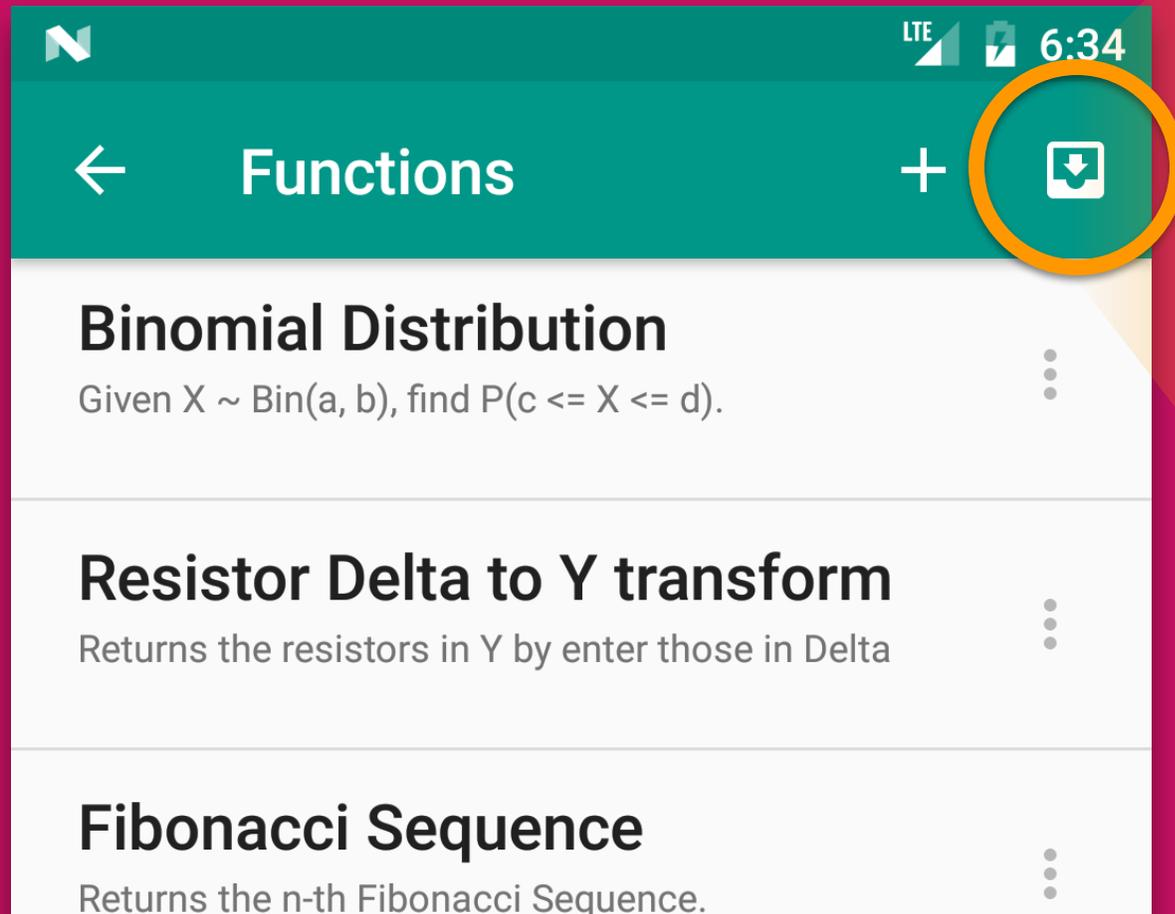 LTE 6:34
Functions
Binomial Distribution
Given X ~ Bin(a, b), find P(c <= X <= d).
Resistor Delta to Y transform
Returns the resistors in Y by enter those in Delta
Fibonacci Sequence
Returns the n-th Fibonacci Sequence.